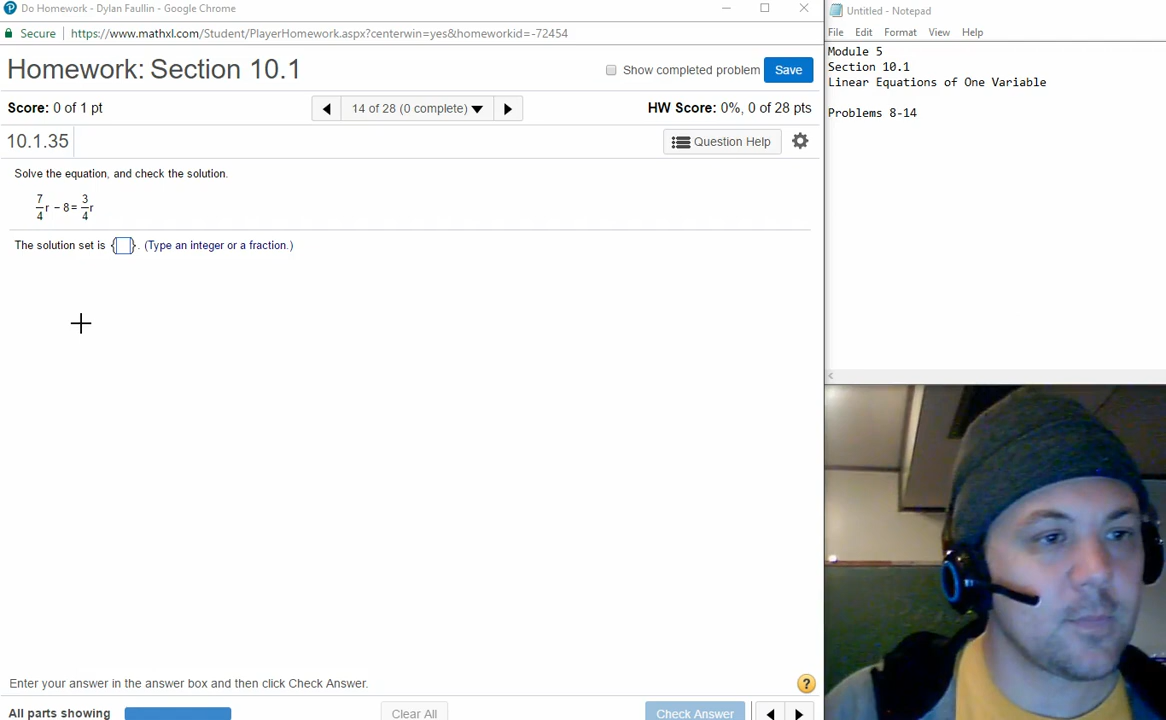 Do Homework - Dylan Faullin - Google Chrome
Secure | https://www.mathxl.com/Student/PlayerHomework.aspx?centerwin=yes&homeworkid=-72454
Homework: Section 10.1
Show completed problem
Save
Score: 0 of 1 pt
14 of 28 (0 complete)
HW Score: 0%, 0 of 28 pts
10.1.35
Question Help
Solve the equation, and check the solution.
7/4 r - 8 = 3/4 r
The solution set is { }. (Type an integer or a fraction.)
Enter your answer in the answer box and then click Check Answer.
?
All parts showing
Clear All
Check Answer
Untitled - Notepad
File Edit Format View Help
Module 5
Section 10.1
Linear Equations of One Variable
Problems 8-14